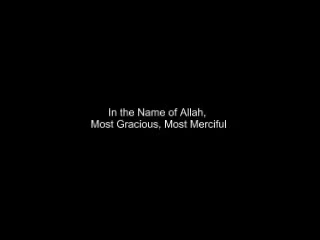 In the Name of Allah,
Most Gracious, Most Merciful